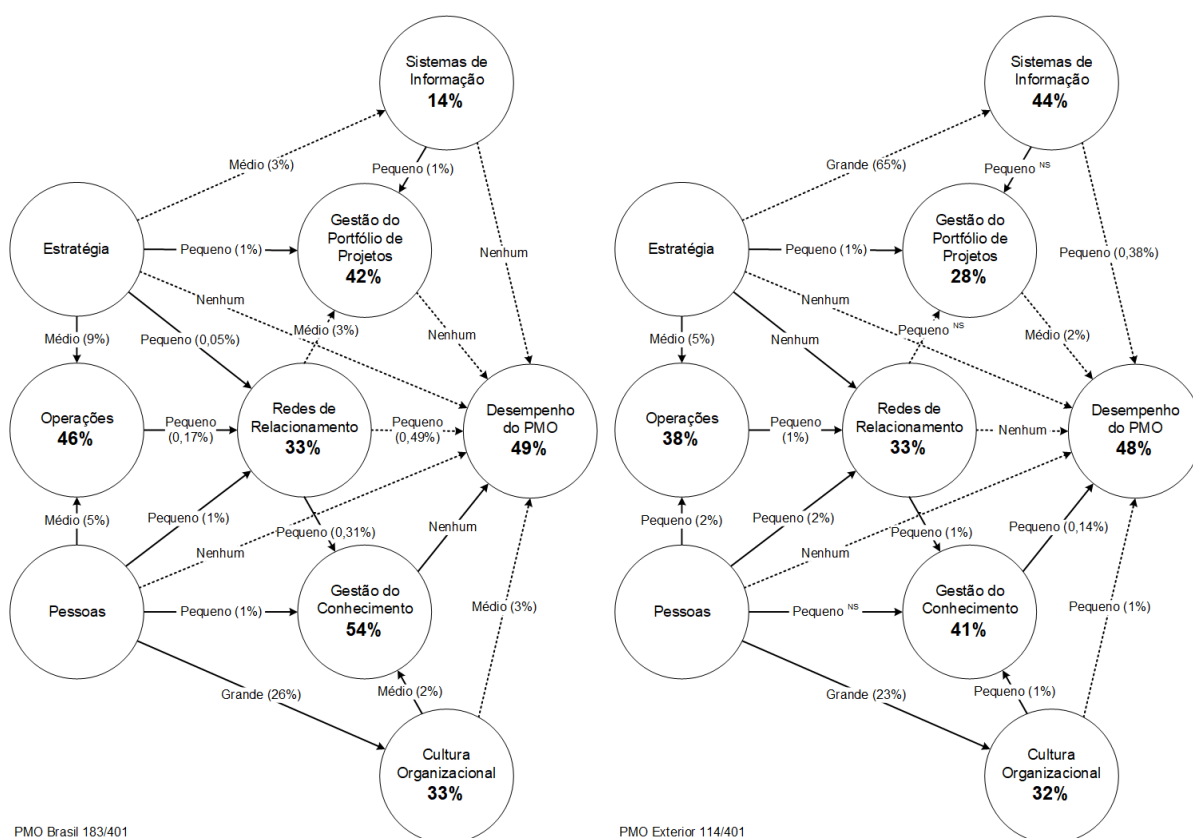 Sistemas de
Informação
14%
Médio (3%)
Pequeno (1%)
Estratégia
Pequeno (1%)
Gestão do
Portfólio de
Projetos
42%
Nenhum
Nenhum
Médio (3%)
Nenhum
Médio (9%)
Pequeno (0,05%)
Operações
46%
Pequeno
(0,17%)
Redes de
Relacionamento
33%
Pequeno
(0,49%)
Desempenho
do PMO
49%
Médio (5%)
Pequeno (1%)
Pequeno (0,31%)
Nenhum
Nenhum
Pessoas
Pequeno (1%)
Gestão do
Conhecimento
54%
Médio (3%)
Grande (26%)
Médio (2%)
Cultura
Organizacional
33%
PMO Brasil 183/401
Sistemas de
Informação
44%
Grande (65%)
Pequeno NS
Estratégia
Pequeno (1%)
Gestão do
Portfólio de
Projetos
28%
Pequeno (0,38%)
Nenhum
Pequeno NS
Médio (2%)
Médio (5%)
Nenhum
Operações
38%
Pequeno
(1%)
Redes de
Relacionamento
33%
Nenhum
Desempenho
do PMO
48%
Pequeno (2%)
Pequeno (2%)
Pequeno (1%)
Pequeno (0,14%)
Nenhum
Pessoas
Pequeno NS
Gestão do
Conhecimento
41%
Pequeno (1%)
Grande (23%)
Pequeno (1%)
Cultura
Organizacional
32%
PMO Exterior 114/401